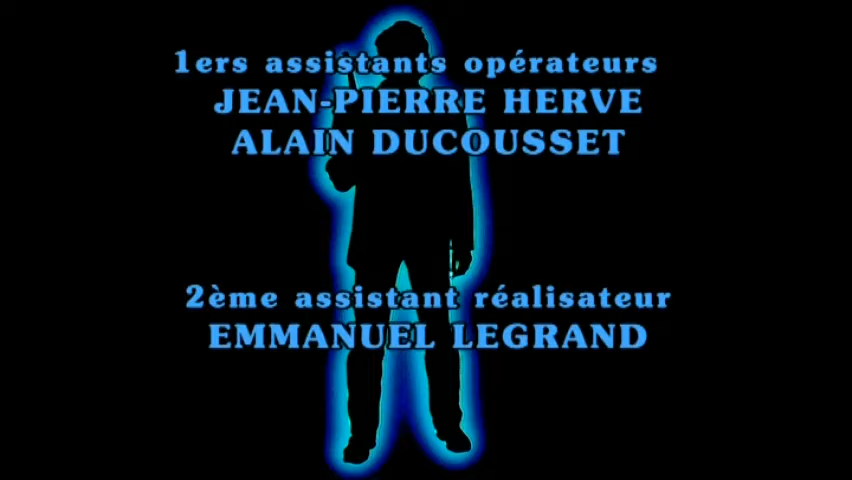 1ers assistants opérateurs
JEAN-PIERRE HERVE
ALAIN DUCOUSSET
2ème assistant réalisateur
EMMANUEL LEGRAND